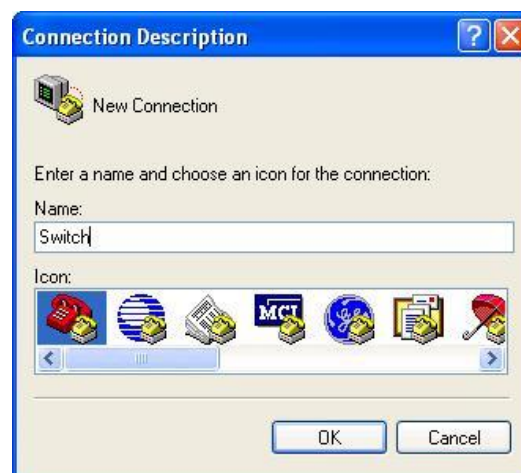 Connection Description
New Connection
Enter a name and choose an icon for the connection:
Name:
Switch
Icon:
MCI
OK
Cancel